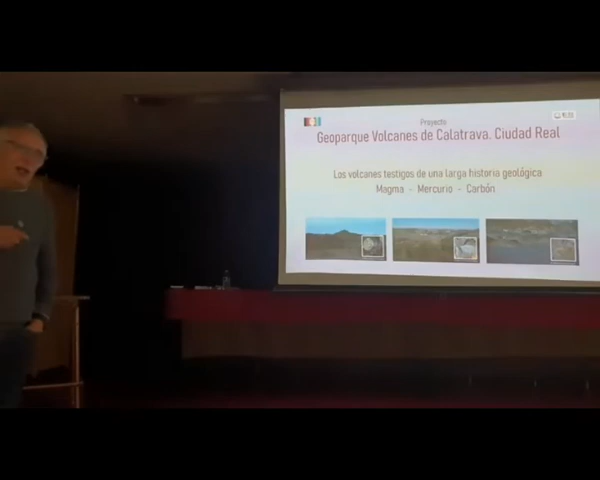 Proyecto
Geoparque Volcanes de Calatrava. Ciudad Real
Los volcanes testigos de una larga historia geológica
Magma - Mercurio - Carbón